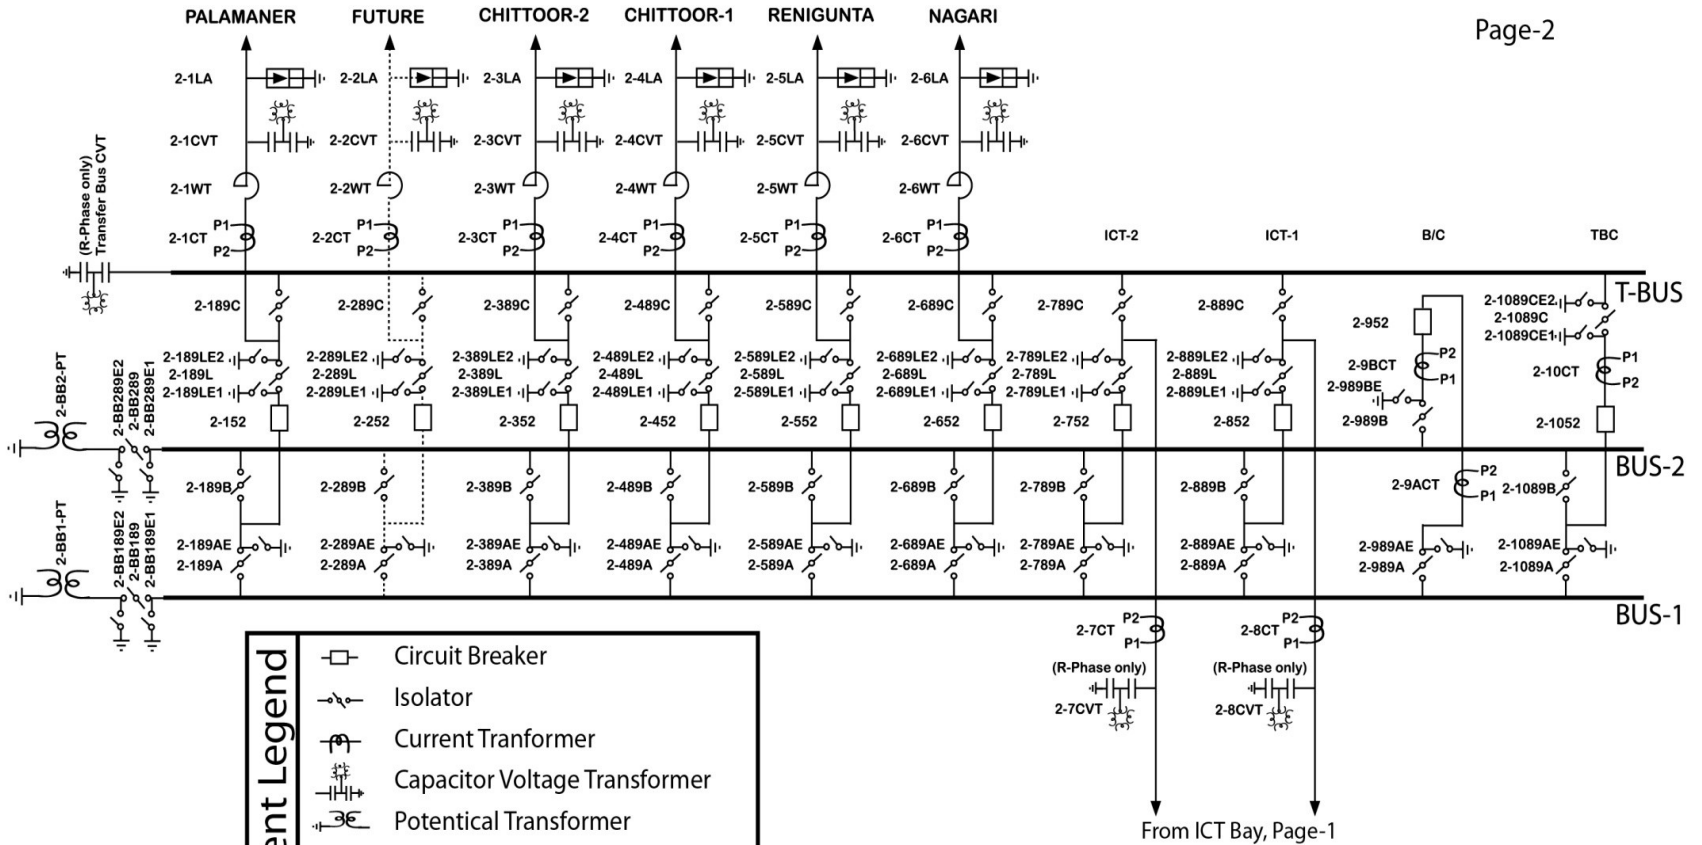 PALAMANER FUTURE CHITTOOR-2 CHITTOOR-1 RENIGUNTA NAGARI
Page-2
2-1LA 2-2LA 2-3LA 2-4LA 2-5LA 2-6LA
2-1CVT 2-2CVT 2-3CVT 2-4CVT 2-5CVT 2-6CVT
(R-Phase only)
Transfer Bus CVT
2-1WT 2-2WT 2-3WT 2-4WT 2-5WT 2-6WT
P1 P1 P1 P1 P1 P1
2-1CT 2-2CT 2-3CT 2-4CT 2-5CT 2-6CT ICT-2 ICT-1 B/C TBC
P2 P2 P2 P2 P2 P2
T-BUS
2-189C 2-289C 2-389C 2-489C 2-589C 2-689C 2-789C 2-889C
2-1089CE2
2-952 2-1089C
2-1089CE1
2-189LE2 2-289LE2 2-389LE2 2-489LE2 2-589LE2 2-689LE2 2-789LE2 2-889LE2
2-189L 2-289L 2-389L 2-489L 2-589L 2-689L 2-789L 2-889L
2-189LE1 2-289LE1 2-389LE1 2-489LE1 2-589LE1 2-689LE1 2-789LE1 2-889LE1
P2 P1
2-9BCT 2-10CT
P1 P2
2-989BE
2-152 2-252 2-352 2-452 2-552 2-652 2-752 2-852 2-989B 2-1052
2-BB2-PT
2-BB289E2
2-BB289
2-BB289E1
BUS-2
2-189B 2-289B 2-389B 2-489B 2-589B 2-689B 2-789B 2-889B 2-9ACT P2 P1 2-1089B
2-BB1-PT
2-BB189E2
2-BB189
2-BB189E1
2-189AE 2-289AE 2-389AE 2-489AE 2-589AE 2-689AE 2-789AE 2-889AE 2-989AE 2-1089AE
2-189A 2-289A 2-389A 2-489A 2-589A 2-689A 2-789A 2-889A 2-989A 2-1089A
BUS-1
P2 P2
2-7CT 2-8CT
P1 P1
(R-Phase only) (R-Phase only)
2-7CVT 2-8CVT
From ICT Bay, Page-1
ent Legend
Circuit Breaker
Isolator
Current Tranformer
Capacitor Voltage Transformer
Potentical Transformer